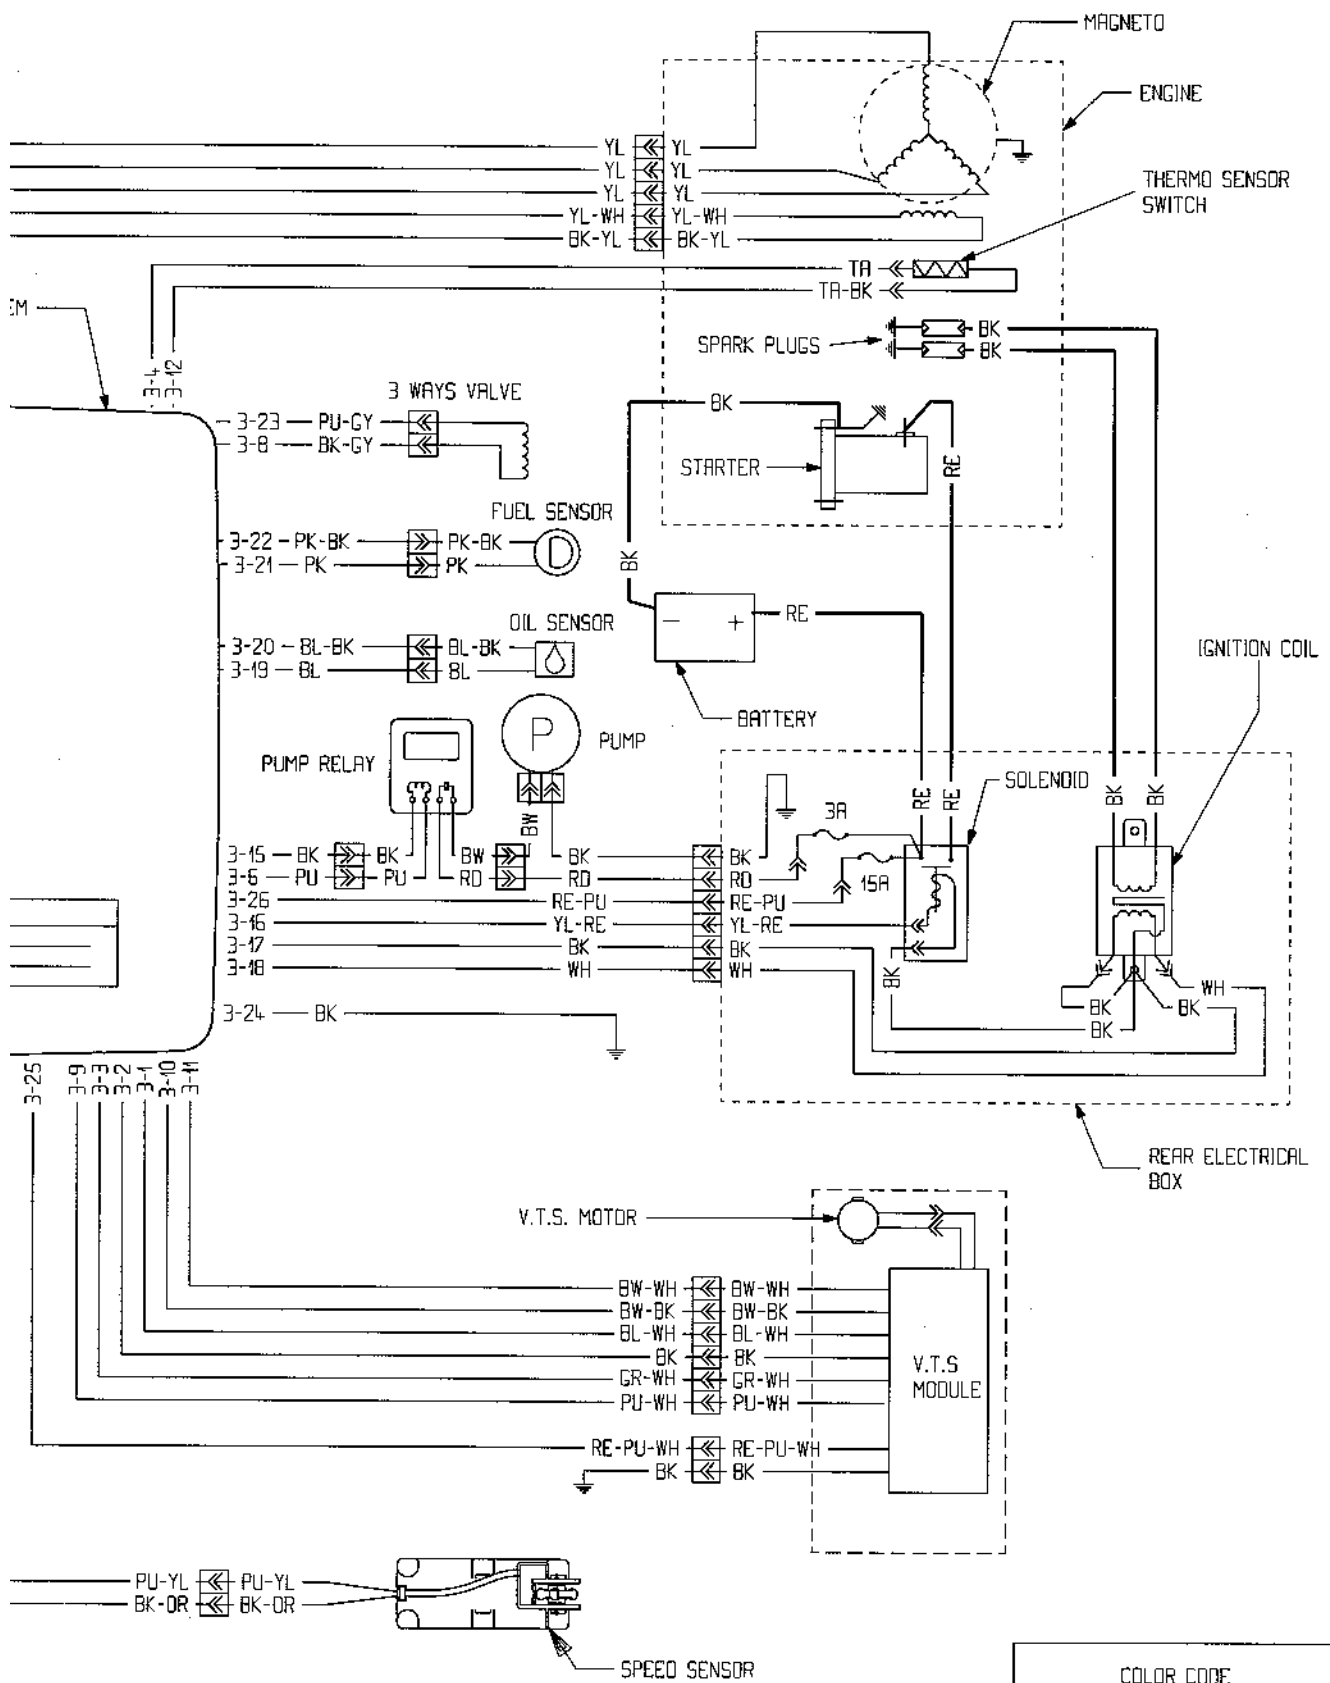 MAGNETO
ENGINE
YL YL
YL YL
YL YL
YL-WH YL-WH
BK-YL BK-YL
THERMO SENSOR
SWITCH
TA
TA-BK
EM
SPARK PLUGS
BK
BK
3-4
3-12
3 WAYS VALVE
3-23 PU-GY
3-8 BK-GY
BK
STARTER
RE
FUEL SENSOR
3-22 PK-BK PK-BK
3-21 PK PK
BK
- +
RE
OIL SENSOR
3-20 BL-BK BL-BK
3-19 BL BL
IGNITION COIL
BATTERY
P
PUMP
PUMP RELAY
SOLENOID
RE
RE
BK
BK
3A
BW
3-15 BK BK BW BK BK
3-6 PU PU RD RD RD
15A
3-26 RE-PU RE-PU
3-16 YL-RE YL-RE
3-17 BK BK
3-18 WH WH
BK
WH
BK
BK
BK
3-24 BK
3-25
3-9
3-3
3-2
3-1
3-10
3-11
REAR ELECTRICAL
BOX
V.T.S. MOTOR
BW-WH BW-WH
BW-BK BW-BK
BL-WH BL-WH
BK BK
GR-WH GR-WH
PU-WH PU-WH
V.T.S
MODULE
RE-PU-WH RE-PU-WH
BK BK
PU-YL PU-YL
BK-OR BK-OR
SPEED SENSOR
COLOR CODE